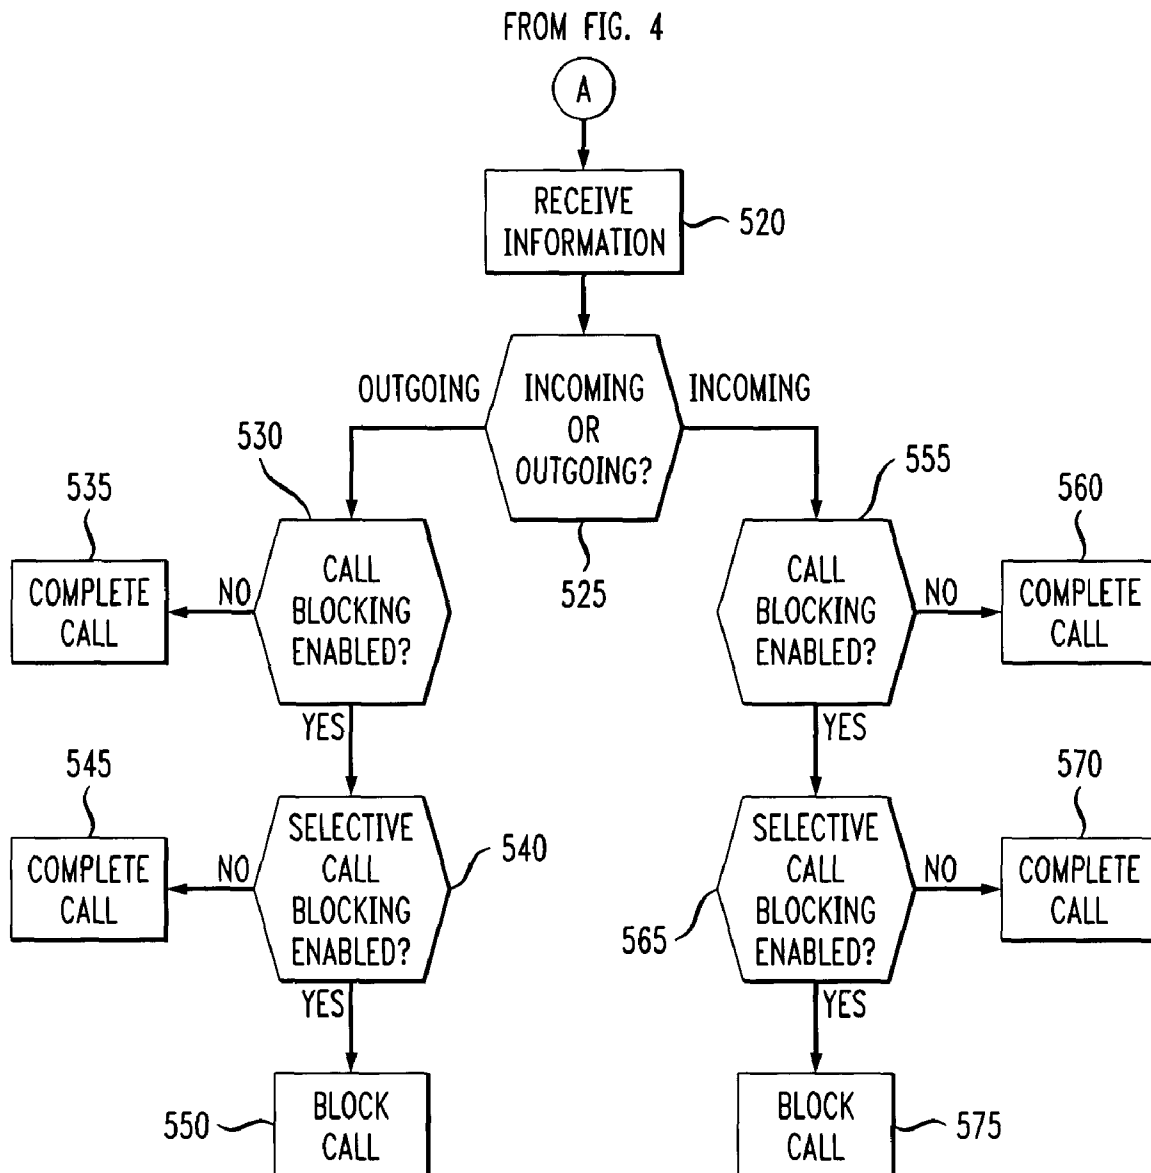 FROM FIG. 4
A
RECEIVE
INFORMATION
520
OUTGOING
INCOMING
OR
OUTGOING?
INCOMING
525
530
535
COMPLETE
CALL
NO
CALL
BLOCKING
ENABLED?
555
560
CALL
BLOCKING
ENABLED?
NO
COMPLETE
CALL
YES
YES
545
COMPLETE
CALL
NO
SELECTIVE
CALL
BLOCKING
ENABLED?
540
570
565
SELECTIVE
CALL
BLOCKING
ENABLED?
NO
COMPLETE
CALL
YES
YES
550
BLOCK
CALL
BLOCK
CALL
575